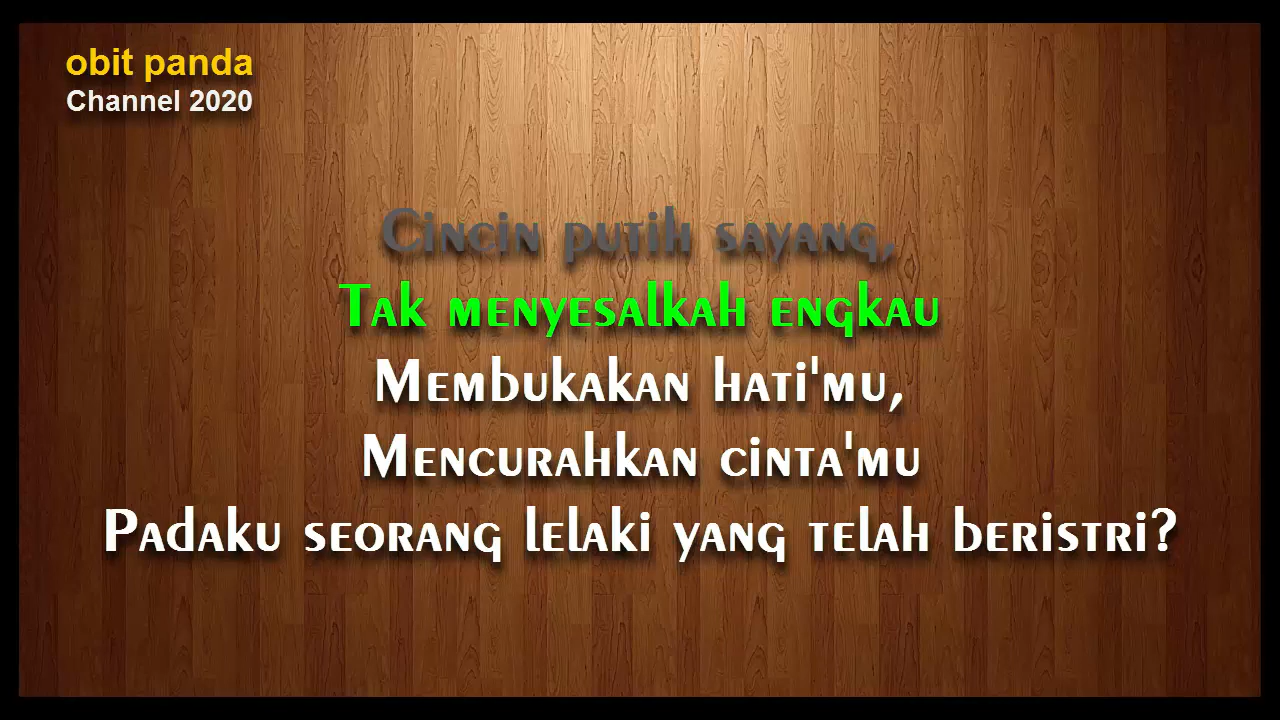 obit panda
Channel 2020
Cincin putih sayang,
Tak menyesalkah engkau
Membukakan hati'mu,
Mencurahkan cinta'mu
Padaku seorang lelaki yang telah beristri?